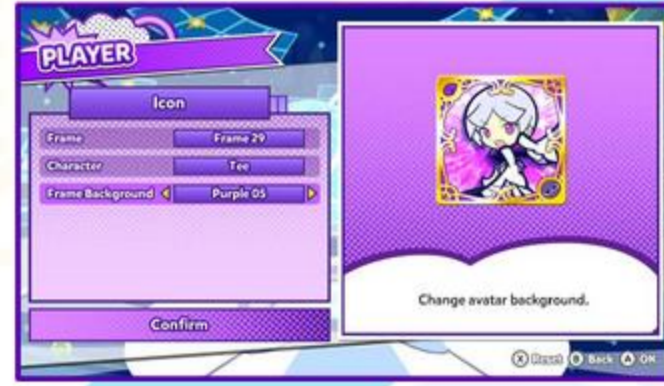 PLAYER
Icon
Frame Frame 29
Character Tee
Frame Background Purple 05
Confirm
Change avatar background.
X Reset B Back A OK